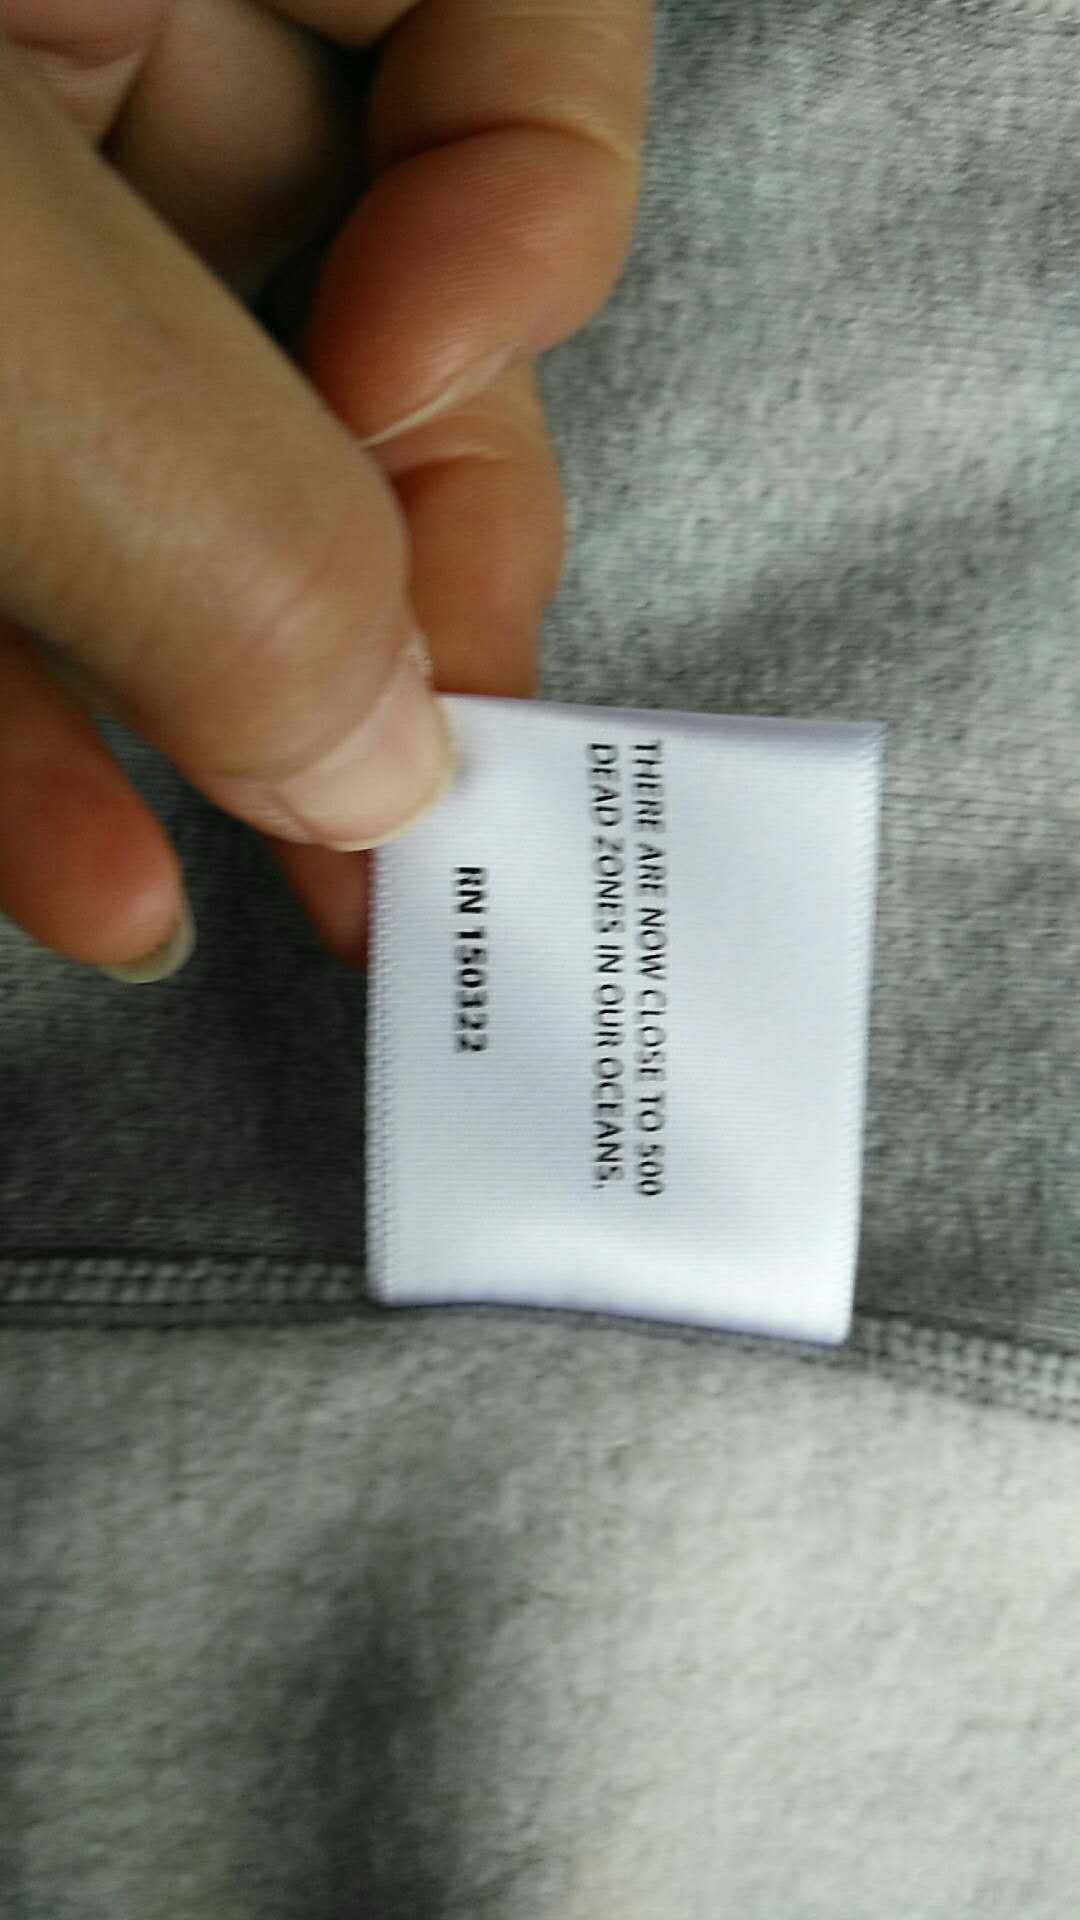 THERE ARE NOW CLOSE TO 500
DEAD ZONES IN OUR OCEANS.
RN 150322